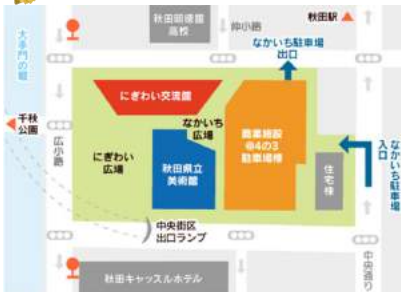 秋田明徳館
高校
仲小路
秋田駅
大手門の堀
なかいち駐車場
出口
にぎわい交流館
なかいち
広場
商業施設
@4の3
駐車場棟
千秋
公園
広小路
にぎわい
広場
秋田県立
美術館
住宅棟
なかいち駐車場
入口
中央街区
出口ランプ
秋田キャッスルホテル
中央通り